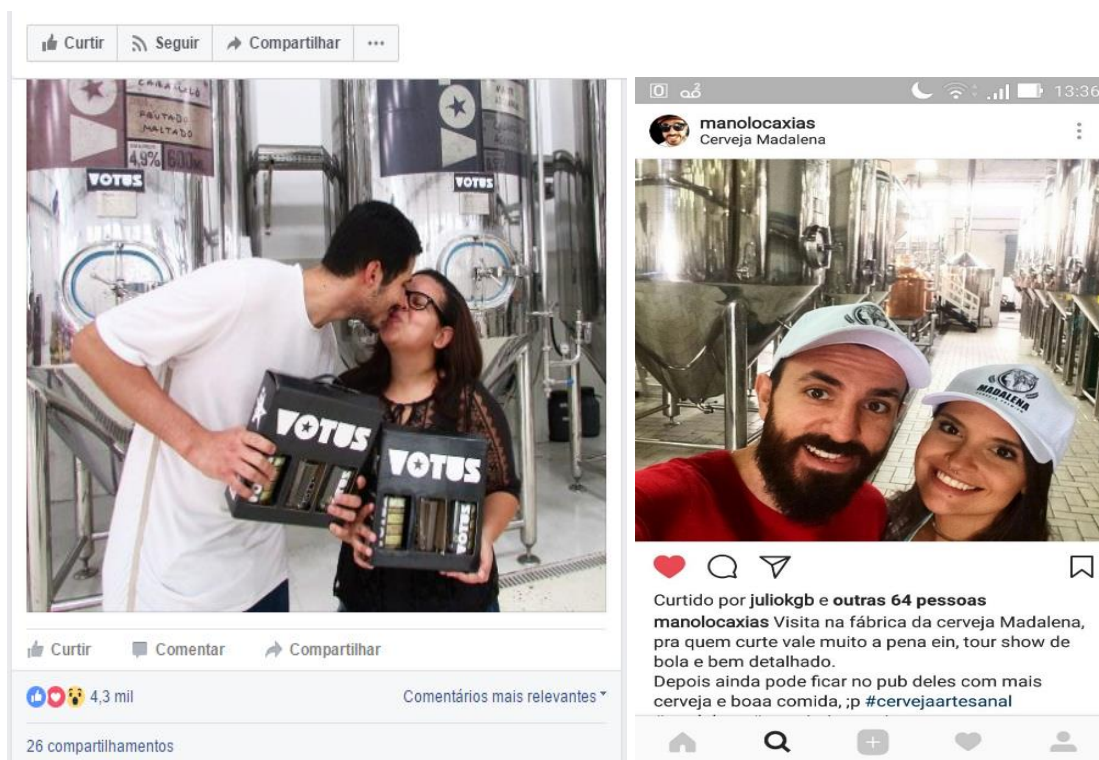 Curtir Seguir Compartilhar
FRUTADO
MALTADO
4,9% 600
VOTUS
VOTUS
VOTUS
VOTUS
Curtir Comentar Compartilhar
4,3 mil Comentários mais relevantes
26 compartilhamentos
13:36
manolocaxias
Cerveja Madalena
MADALENA
Curtido por juliokgb e outras 64 pessoas
manolocaxias Visita na fábrica da cerveja Madalena,
pra quem curte vale muito a pena ein, tour show de
bola e bem detalhado.
Depois ainda pode ficar no pub deles com mais
cerveja e boaa comida, ;p #cervejaartesanal